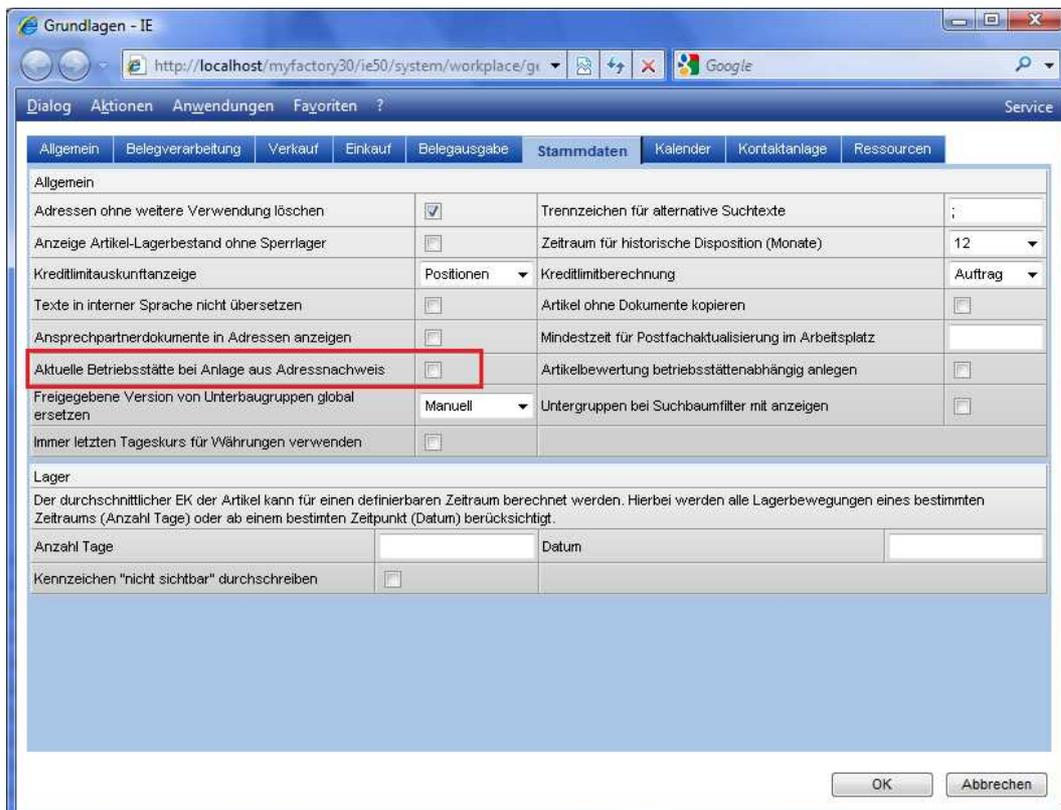 Grundlagen - IE
http://localhost/myfactory30/ie50/system/workplace/ge
Google
Dialog Aktionen Anwendungen Favoriten ? Service
Allgemein Belegverarbeitung Verkauf Einkauf Belegausgabe Stammdaten Kalender Kontaktanlage Ressourcen
Allgemein
Adressen ohne weitere Verwendung löschen Trennzeichen für alternative Suchtexte ;
Anzeige Artikel-Lagerbestand ohne Sperrlager Zeitraum für historische Disposition (Monate) 12
Kreditlimitauskunftanzeige Positionen Kreditlimitberechnung Auftrag
Texte in interner Sprache nicht übersetzen Artikel ohne Dokumente kopieren
Ansprechpartnerdokumente in Adressen anzeigen Mindestzeit für Postfachaktualisierung im Arbeitsplatz
Aktuelle Betriebsstätte bei Anlage aus Adressnachweis Artikelbewertung betriebsstättenabhängig anlegen
Freigegebene Version von Unterbaugruppen global
ersetzen Manuell Untergruppen bei Suchbaumfilter mit anzeigen
Immer letzten Tageskurs für Währungen verwenden
Lager
Der durchschnittlicher EK der Artikel kann für einen definierbaren Zeitraum berechnet werden. Hierbei werden alle Lagerbewegungen eines bestimmten
Zeitraums (Anzahl Tage) oder ab einem bestimten Zeitpunkt (Datum) berücksichtigt.
Anzahl Tage Datum
Kennzeichen "nicht sichtbar" durchschreiben
OK Abbrechen